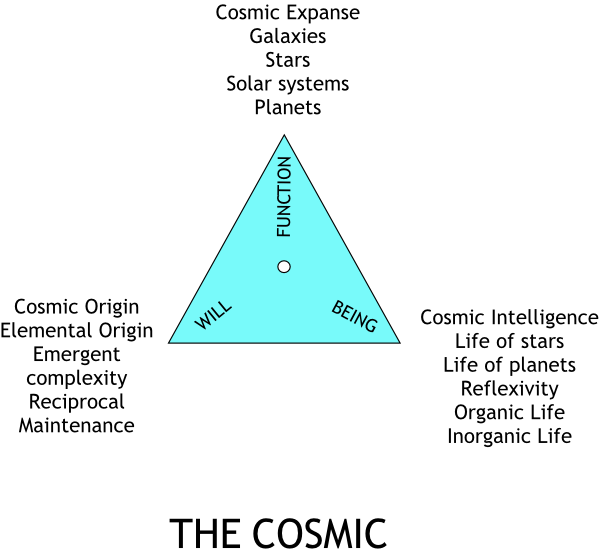 Cosmic Expanse
Galaxies
Stars
Solar systems
Planets
FUNCTION
WILL
BEING
Cosmic Origin
Elemental Origin
Emergent
complexity
Reciprocal
Maintenance
Cosmic Intelligence
Life of stars
Life of planets
Reflexivity
Organic Life
Inorganic Life
THE COSMIC